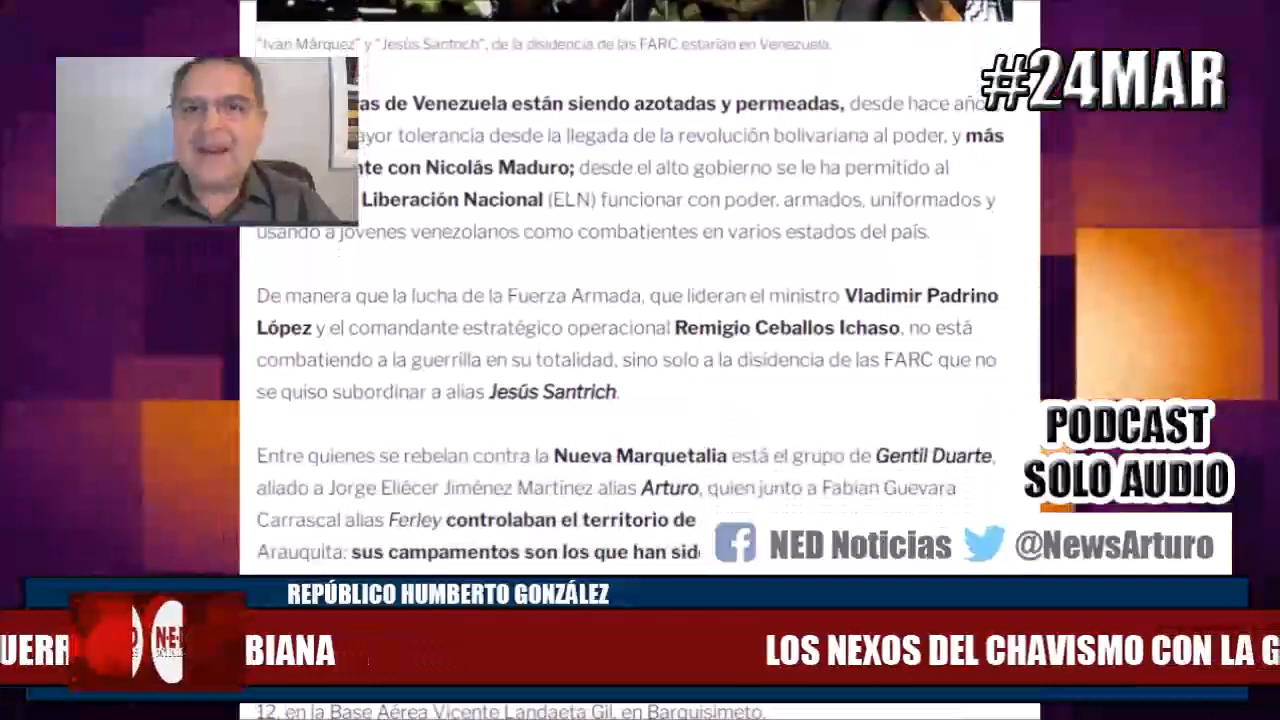 "Iván Márquez" y "Jesús Santrich", de la disidencia de las FARC estarían en Venezuela.
#24MAR
as de Venezuela están siendo azotadas y permeadas, desde hace año
ayor tolerancia desde la llegada de la revolución bolivariana al poder, y más
nte con Nicolás Maduro; desde el alto gobierno se le ha permitido al
Liberación Nacional (ELN) funcionar con poder. armados, uniformados y
usando a jóvenes venezolanos como combatientes en varios estados del país.
De manera que la lucha de la Fuerza Armada, que lideran el ministro Vladimir Padrino
López y el comandante estratégico operacional Remigio Ceballos Ichaso, no está
combatiendo a la guerrilla en su totalidad, sino solo a la disidencia de las FARC que no
se quiso subordinar a alias Jesús Santrich.
PODCAST
SOLO AUDIO
Entre quienes se rebelan contra la Nueva Marquetalia está el grupo de Gentil Duarte,
aliado a Jorge Eliécer Jiménez Martínez alias Arturo, quien junto a Fabián Guevara
Carrascal alias Ferley controlaban el territorio de
Arauquita: sus campamentos son los que han sid
NED Noticias @NewsArturo
REPÚBLICO HUMBERTO GONZÁLEZ
UERR BIANA LOS NEXOS DEL CHAVISMO CON LA G
12, en la Base Aérea Vicente Landaeta Gil, en Barquisimeto.